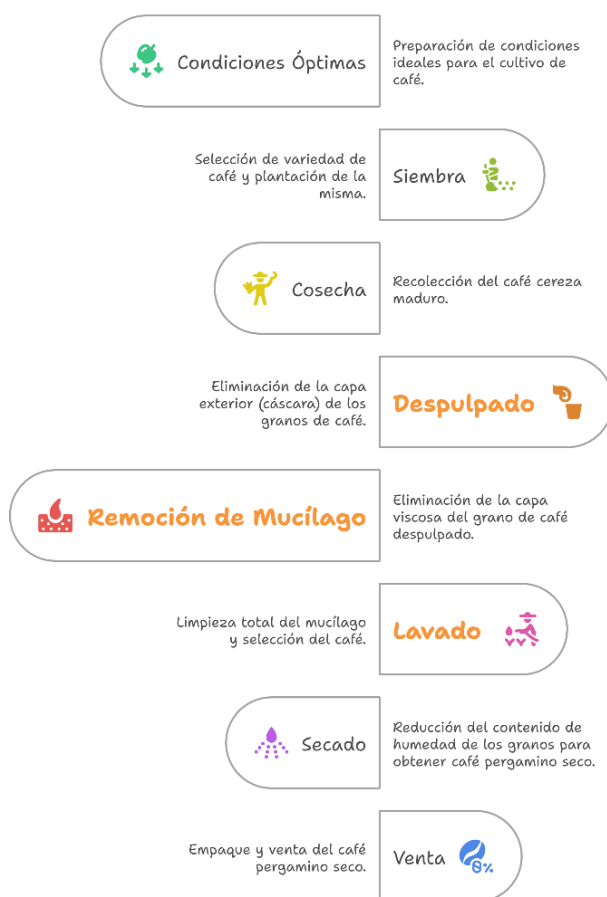 Condiciones Óptimas
Preparación de condiciones
ideales para el cultivo de
café.
Selección de variedad de
café y plantación de la
misma.
Siembra
Cosecha
Recolección del café cereza
maduro.
Eliminación de la capa
exterior (cáscara) de los
granos de café.
Despulpado
Remoción de Mucílago
Eliminación de la capa
viscosa del grano de café
despulpado.
Limpieza total del mucílago
y selección del café.
Lavado
Secado
Reducción del contenido de
humedad de los granos para
obtener café pergamino seco.
Empaque y venta del café
pergamino seco.
Venta
0%